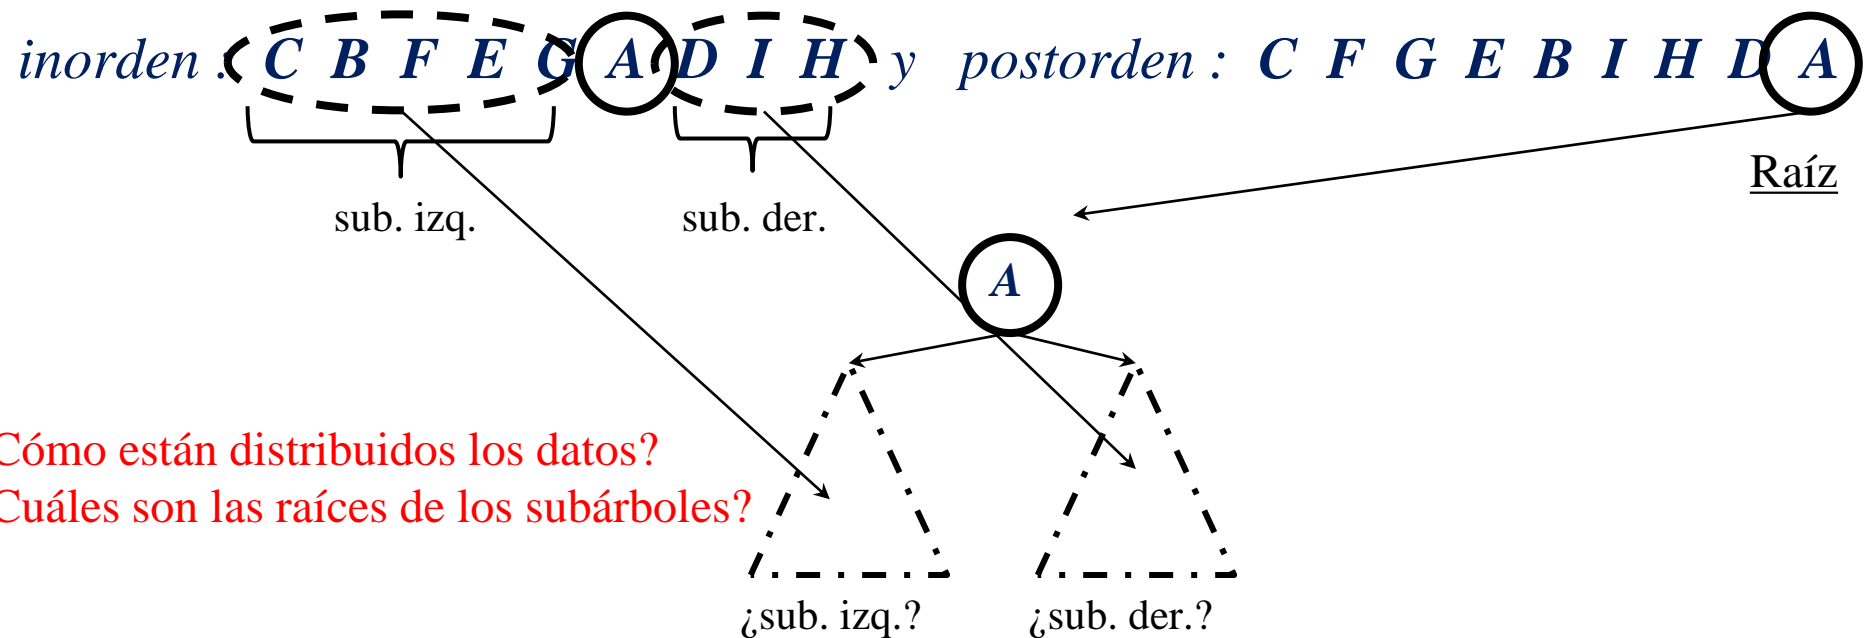 inorden : C B F E G A D I H y postorden : C F G E B I H D A
Raíz
sub. izq. sub. der.
A
Cómo están distribuidos los datos?
Cuáles son las raíces de los subárboles?
¿sub. izq.? ¿sub. der.?